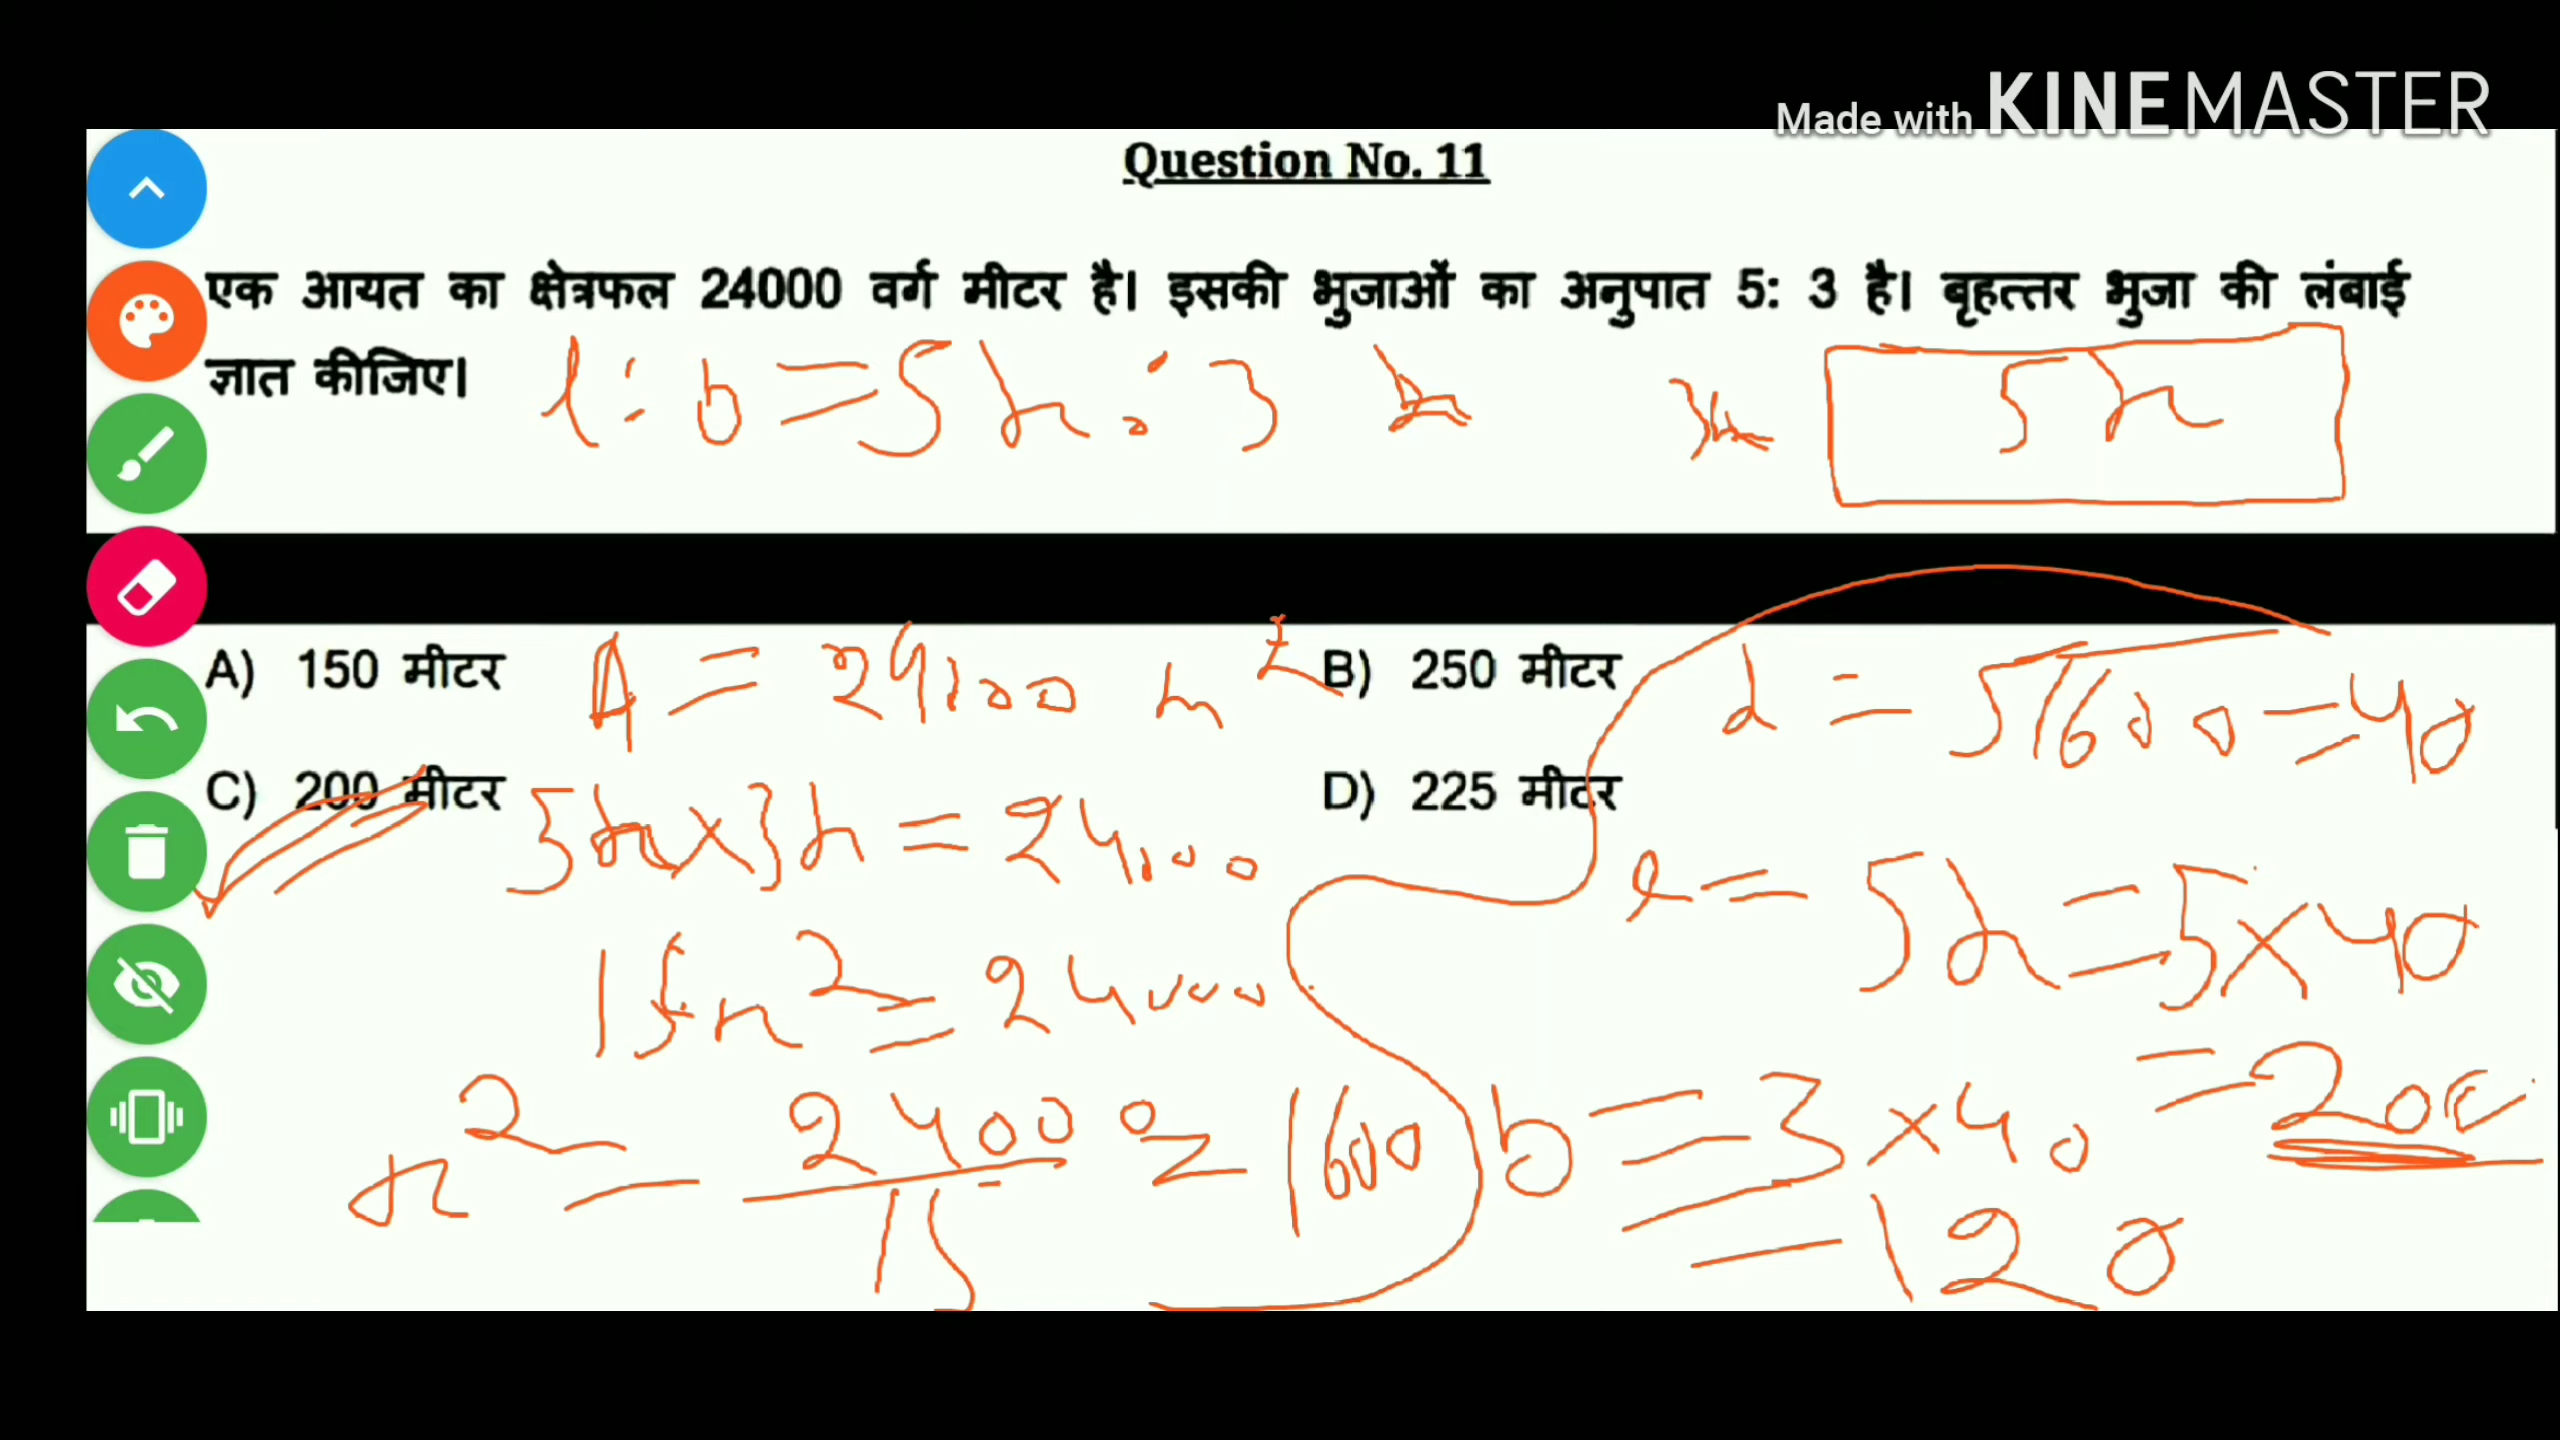 Made with KINEMASTER
Question No. 11
एक आयत का क्षेत्रफल 24000 वर्ग मीटर है। इसकी भुजाओं का अनुपात 5: 3 है। बृहत्तर भुजा की लंबाई
ज्ञात कीजिए।
l : b = 5x : 3x
3x
5x
A) 150 मीटर
B) 250 मीटर
C) 200 मीटर
D) 225 मीटर
A = 24000 m²
5x × 3x = 24000
15x² = 24000
x² = 24000 / 15 = 1600
x = √1600 = 40
l = 5x = 5×40
= 200
b = 3×40
= 120